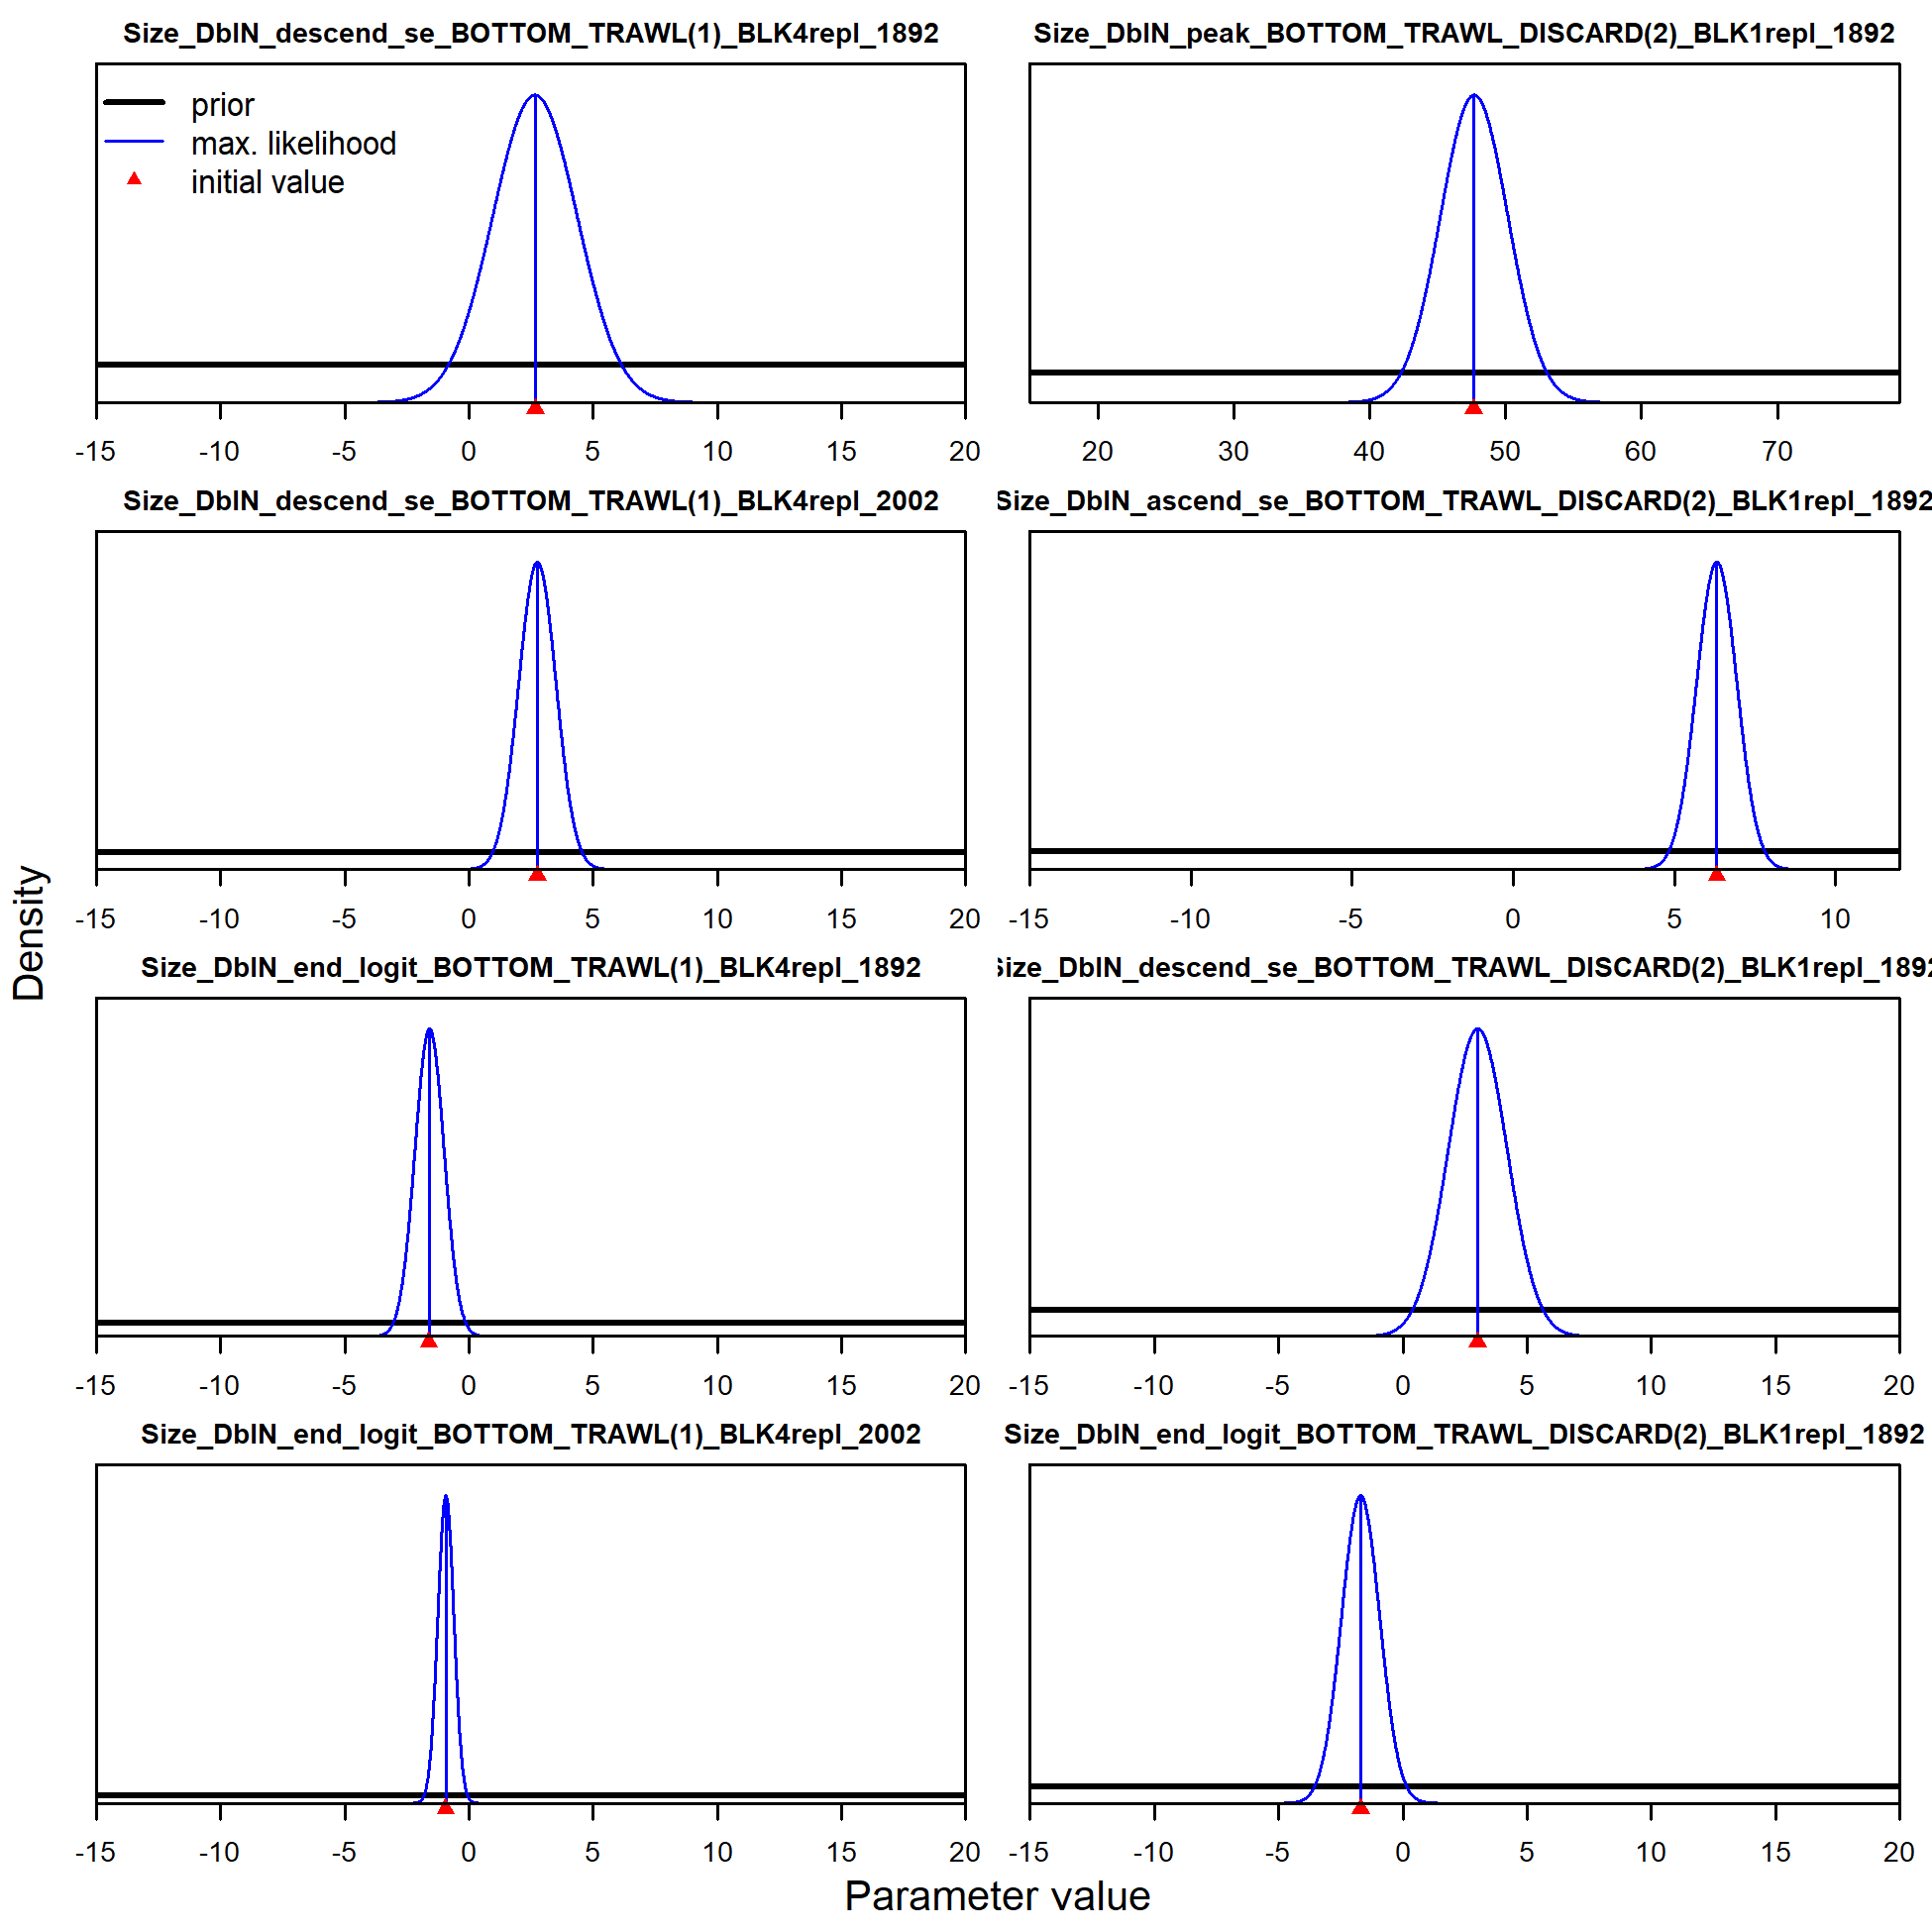 Size_DblN_descend_se_BOTTOM_TRAWL(1)_BLK4repl_1892
prior
max. likelihood
initial value
-15 -10 -5 0 5 10 15 20
Size_DblN_peak_BOTTOM_TRAWL_DISCARD(2)_BLK1repl_1892
20 30 40 50 60 70
Size_DblN_descend_se_BOTTOM_TRAWL(1)_BLK4repl_2002
-15 -10 -5 0 5 10 15 20
Size_DblN_ascend_se_BOTTOM_TRAWL_DISCARD(2)_BLK1repl_1892
-15 -10 -5 0 5 10
Size_DblN_end_logit_BOTTOM_TRAWL(1)_BLK4repl_1892
-15 -10 -5 0 5 10 15 20
Size_DblN_descend_se_BOTTOM_TRAWL_DISCARD(2)_BLK1repl_1892
-15 -10 -5 0 5 10 15 20
Size_DblN_end_logit_BOTTOM_TRAWL(1)_BLK4repl_2002
-15 -10 -5 0 5 10 15 20
Size_DblN_end_logit_BOTTOM_TRAWL_DISCARD(2)_BLK1repl_1892
-15 -10 -5 0 5 10 15 20
Density
Parameter value